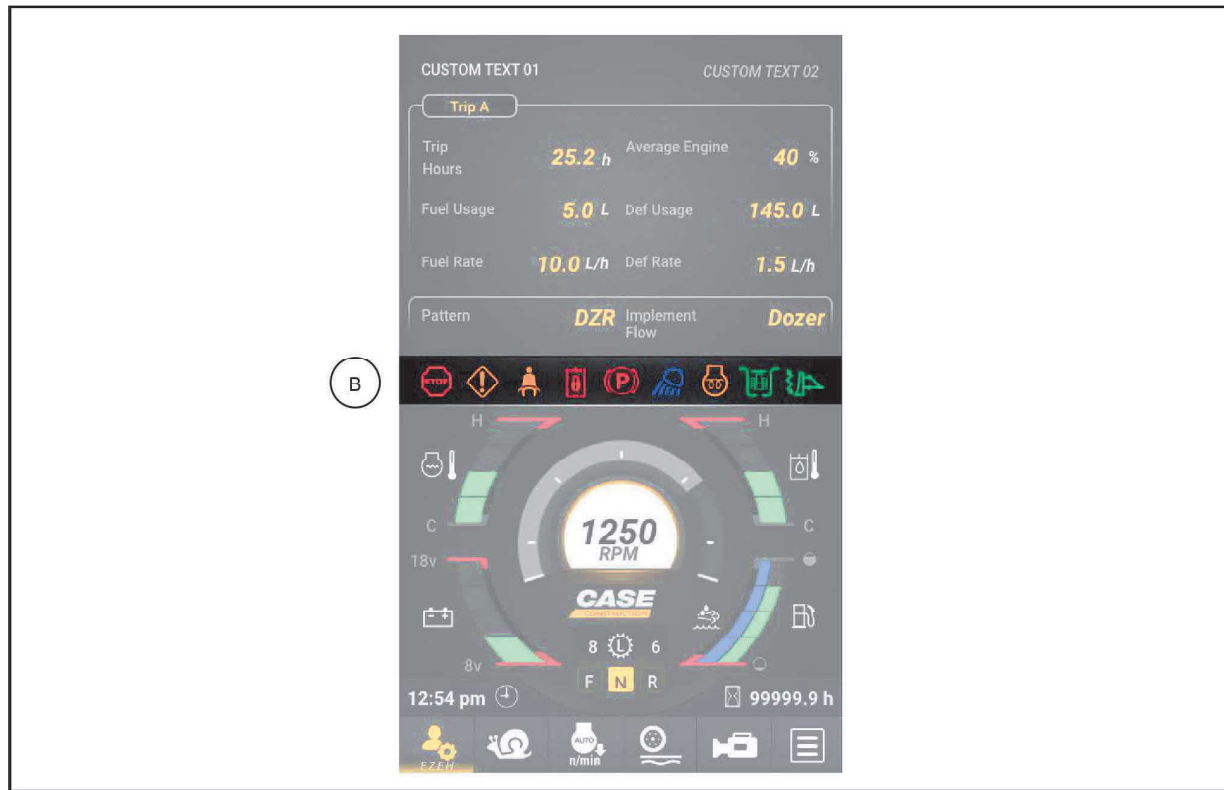 CUSTOM TEXT 01 CUSTOM TEXT 02
Trip A
Trip Hours 25.2 h Average Engine 40 %
Fuel Usage 5.0 L Def Usage 145.0 L
Fuel Rate 10.0 L/h Def Rate 1.5 L/h
Pattern DZR Implement Flow Dozer
B
STOP P
H H
C C
18v
1250
RPM
CASE
CONSTRUCTION
8 L 6
8v
F N R
12:54 pm 99999.9 h
AUTO
n/min
EZEH